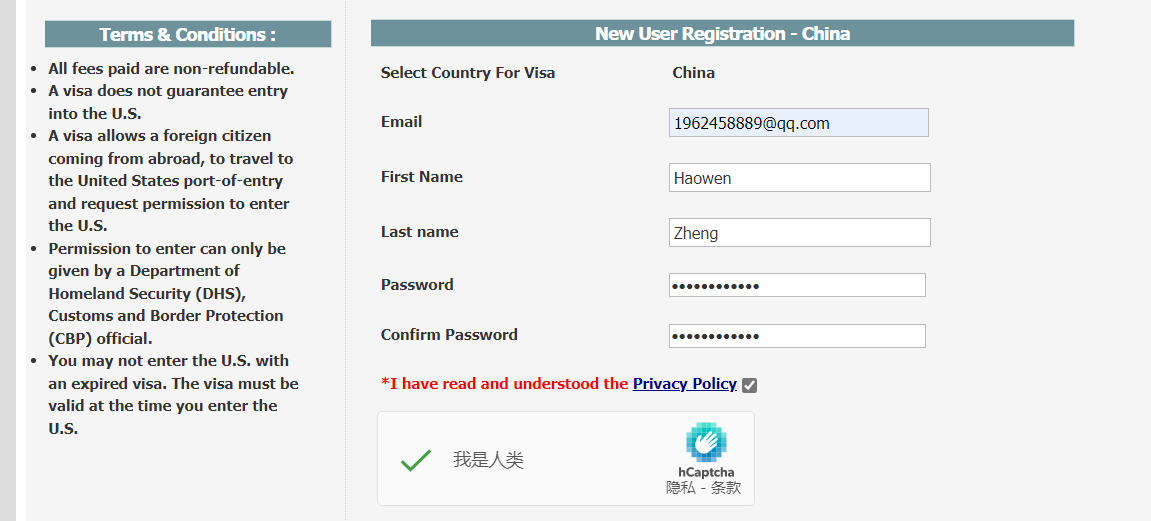 Terms & Conditions :
All fees paid are non-refundable.
A visa does not guarantee entry
into the U.S.
A visa allows a foreign citizen
coming from abroad, to travel to
the United States port-of-entry
and request permission to enter
the U.S.
Permission to enter can only be
given by a Department of
Homeland Security (DHS),
Customs and Border Protection
(CBP) official.
You may not enter the U.S. with
an expired visa. The visa must be
valid at the time you enter the
U.S.
New User Registration - China
Select Country For Visa China
Email 1962458889@qq.com
First Name Haowen
Last name Zheng
Password ••••••••••••
Confirm Password ••••••••••••
*I have read and understood the Privacy Policy
我是人类
hCaptcha
隐私 - 条款